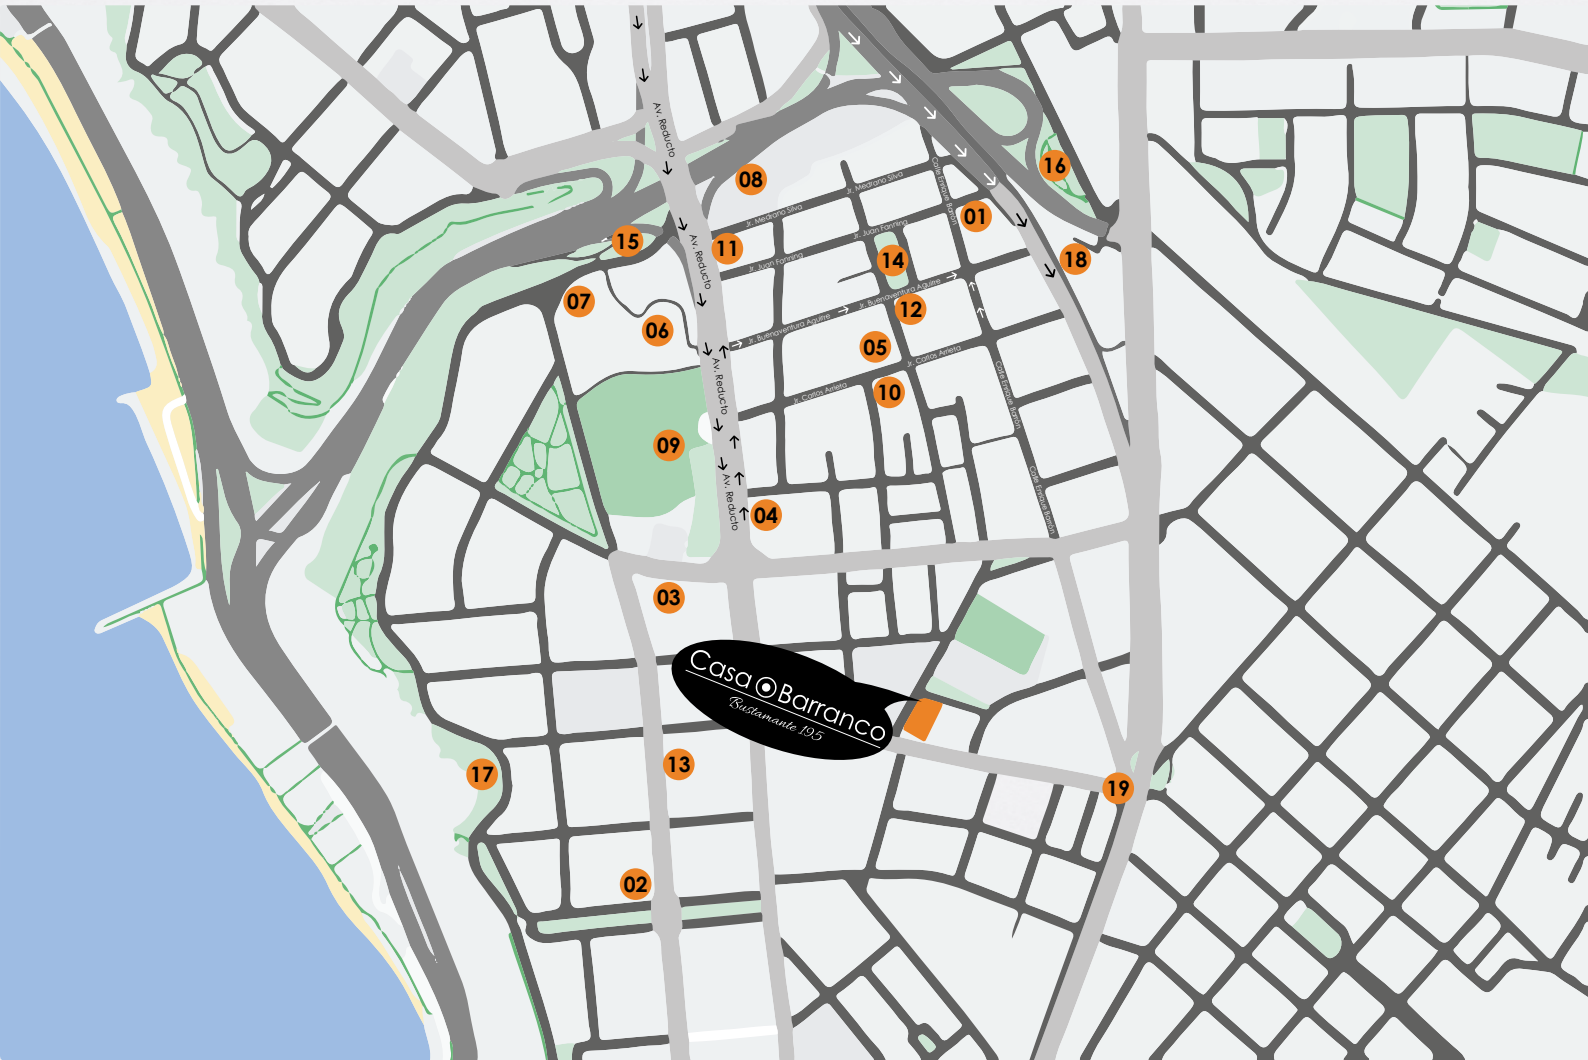 Av. Reducto
16
08
Jr. Medrano Silva
Calle Enrique Barrón
Jr. Medrano Silva
01
Jr. Juan Fanning
15
11
18
14
Jr. Juan Fanning
Av. Reducto
07
Jr. Buenaventura Aguirre
12
06
Jr. Buenaventura Aguirre
05
Jr. Carlos Arrieta
Av. Reducto
10
Jr. Carlos Arrieta
Calle Enrique Barrón
09
Av. Reducto
04
Calle Enrique Barrón
03
Casa Barranco
Bustamante 195
13
17
19
02